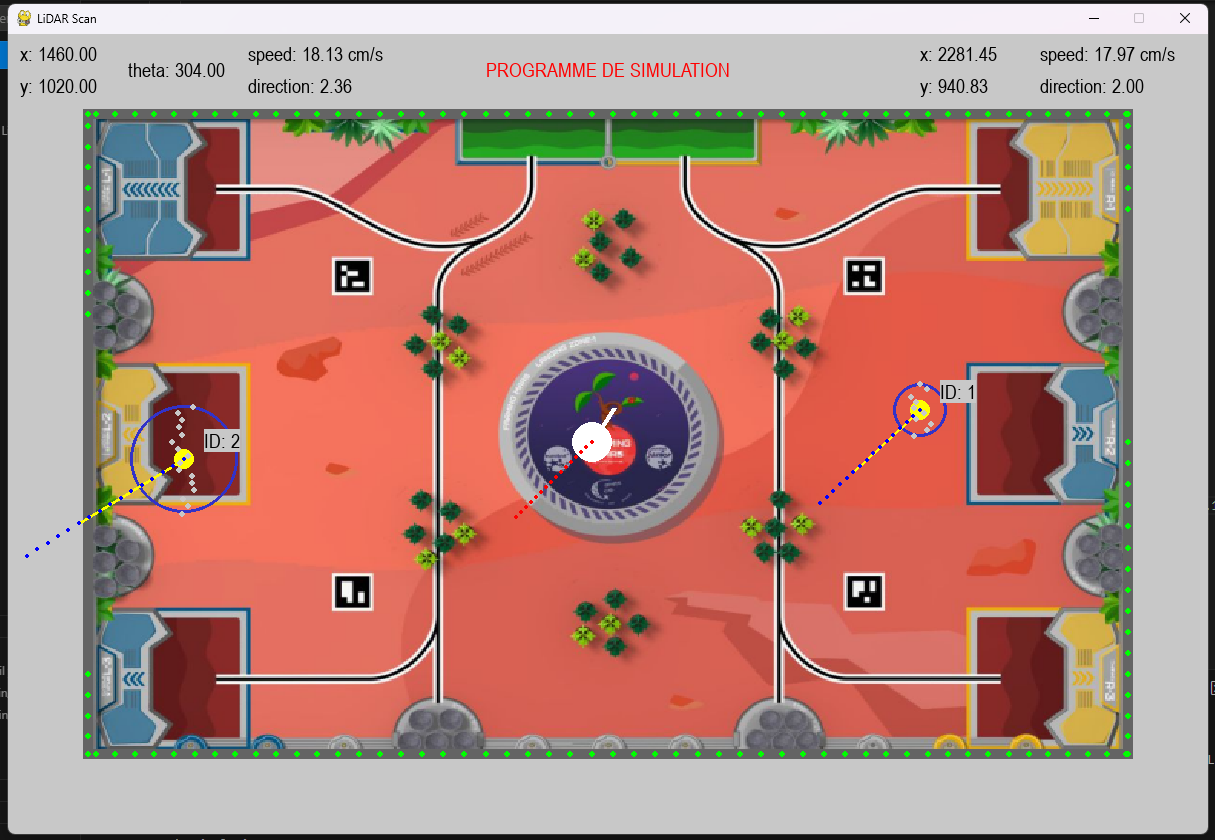 LiDAR Scan
x: 1460.00
y: 1020.00
theta: 304.00
speed: 18.13 cm/s
direction: 2.36
PROGRAMME DE SIMULATION
x: 2281.45
y: 940.83
speed: 17.97 cm/s
direction: 2.00
ID: 1
ID: 2